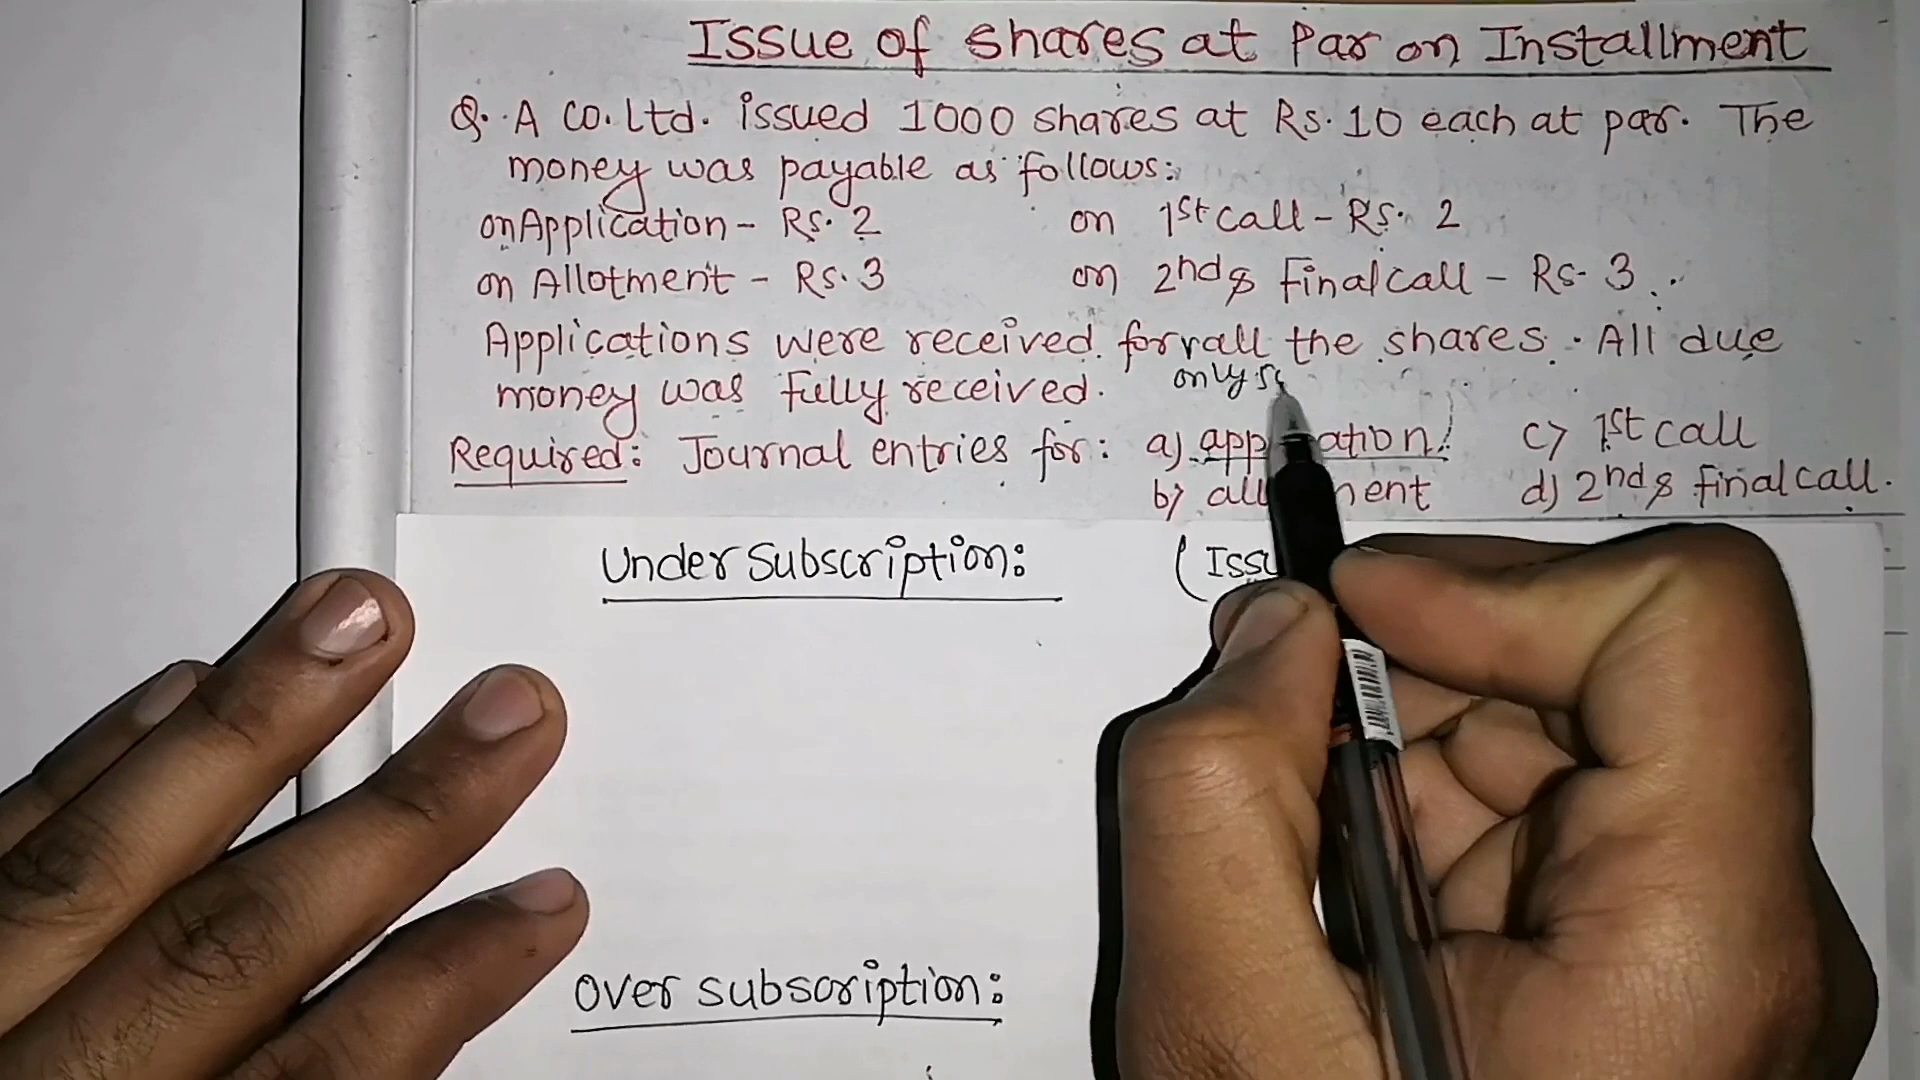 Issue of shares at Par on Installment
Q. A Co. Ltd. issued 1000 shares at Rs. 10 each at par. The
money was payable as follows:
on Application - Rs. 2 on 1st call - Rs. 2
on Allotment - Rs. 3 on 2nd & Final call - Rs. 3
Applications were received for all the shares. All due
only
money was fully received.
Required: Journal entries for: a) application c) 1st call
b) d) 2nd & final call.
Under Subscription: (
Over subscription: